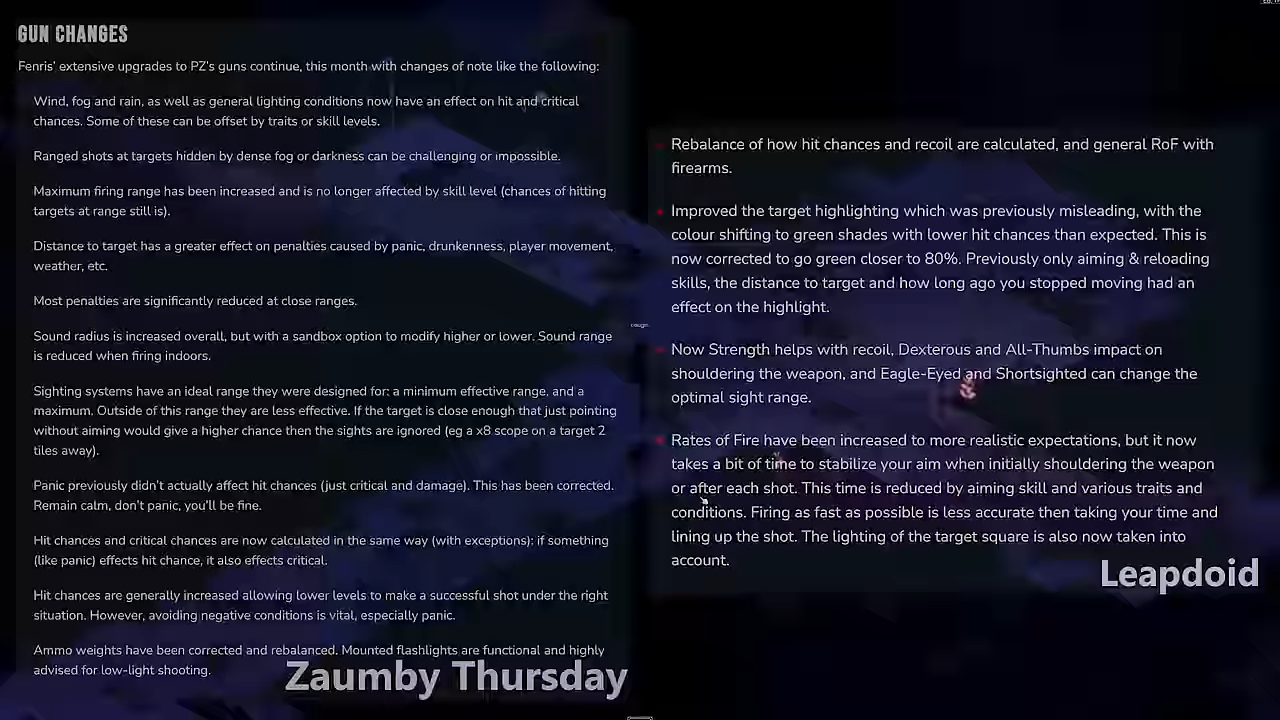 GUN CHANGES
Fenris' extensive upgrades to PZ's guns continue, this month with changes of note like the following:
Wind, fog and rain, as well as general lighting conditions now have an effect on hit and critical
chances. Some of these can be offset by traits or skill levels.
Ranged shots at targets hidden by dense fog or darkness can be challenging or impossible.
Maximum firing range has been increased and is no longer affected by skill level (chances of hitting
targets at range still is).
Distance to target has a greater effect on penalties caused by panic, drunkenness, player movement,
weather, etc.
Most penalties are significantly reduced at close ranges.
Sound radius is increased overall, but with a sandbox option to modify higher or lower. Sound range
is reduced when firing indoors.
Sighting systems have an ideal range they were designed for: a minimum effective range, and a
maximum. Outside of this range they are less effective. If the target is close enough that just pointing
without aiming would give a higher chance then the sights are ignored (eg a x8 scope on a target 2
tiles away).
Panic previously didn't actually affect hit chances (just critical and damage). This has been corrected.
Remain calm, don't panic, you'll be fine.
Hit chances and critical chances are now calculated in the same way (with exceptions): if something
(like panic) effects hit chance, it also effects critical.
Hit chances are generally increased allowing lower levels to make a successful shot under the right
situation. However, avoiding negative conditions is vital, especially panic.
Ammo weights have been corrected and rebalanced. Mounted flashlights are functional and highly
advised for low-light shooting.
Zaumby Thursday
Rebalance of how hit chances and recoil are calculated, and general RoF with
firearms.
Improved the target highlighting which was previously misleading, with the
colour shifting to green shades with lower hit chances than expected. This is
now corrected to go green closer to 80%. Previously only aiming & reloading
skills, the distance to target and how long ago you stopped moving had an
effect on the highlight.
Now Strength helps with recoil, Dexterous and All-Thumbs impact on
shouldering the weapon, and Eagle-Eyed and Shortsighted can change the
optimal sight range.
Rates of Fire have been increased to more realistic expectations, but it now
takes a bit of time to stabilize your aim when initially shouldering the weapon
or after each shot. This time is reduced by aiming skill and various traits and
conditions. Firing as fast as possible is less accurate then taking your time and
lining up the shot. The lighting of the target square is also now taken into
account.
Leapdoid